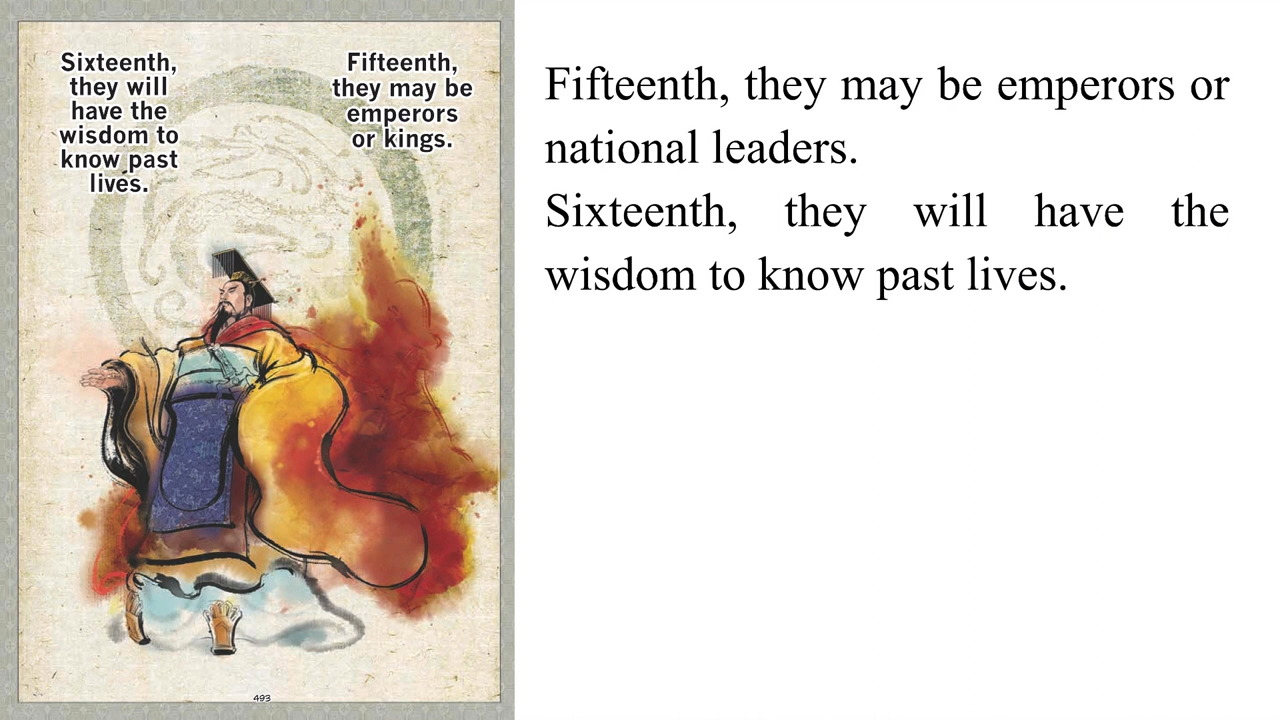 Sixteenth,
they will
have the
wisdom to
know past
lives.
Fifteenth,
they may be
emperors
or kings.
493
Fifteenth, they may be emperors or
national leaders.
Sixteenth, they will have the
wisdom to know past lives.